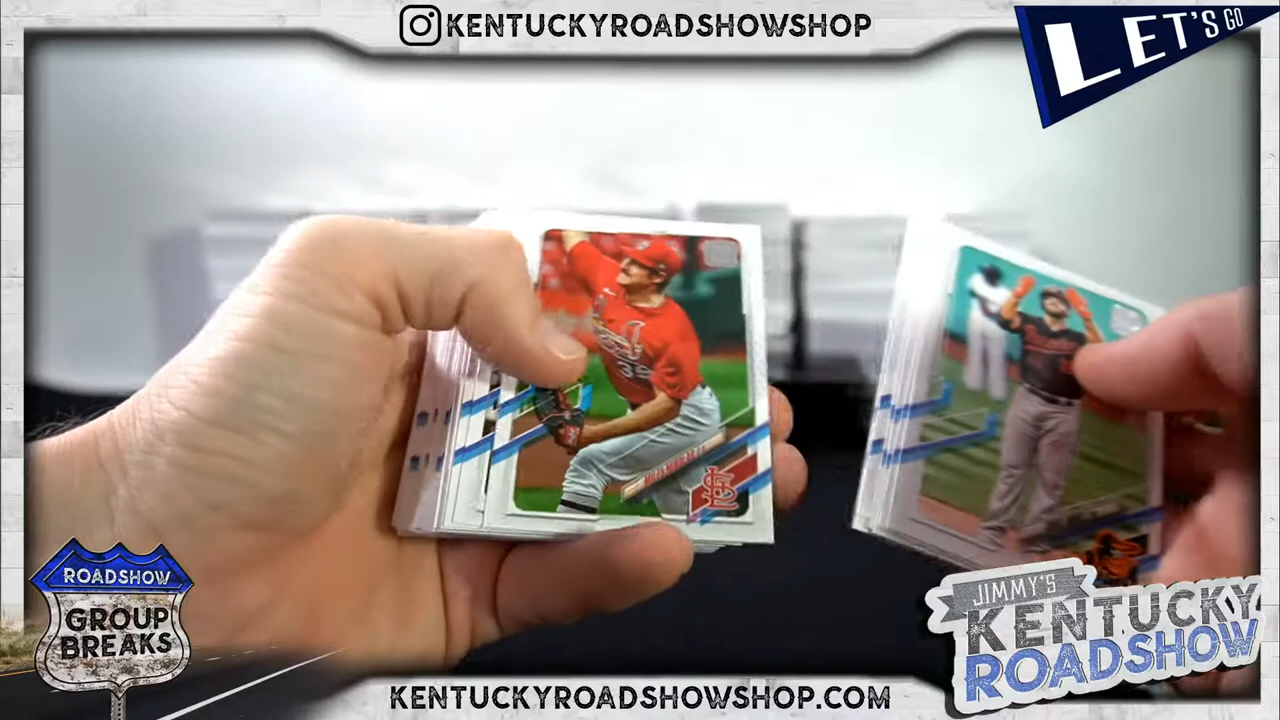 KENTUCKYROADSHOWSHOP
LET'S GO
ROADSHOW
GROUP
BREAKS
JIMMY'S
KENTUCKY
ROADSHOW
KENTUCKYROADSHOWSHOP.COM